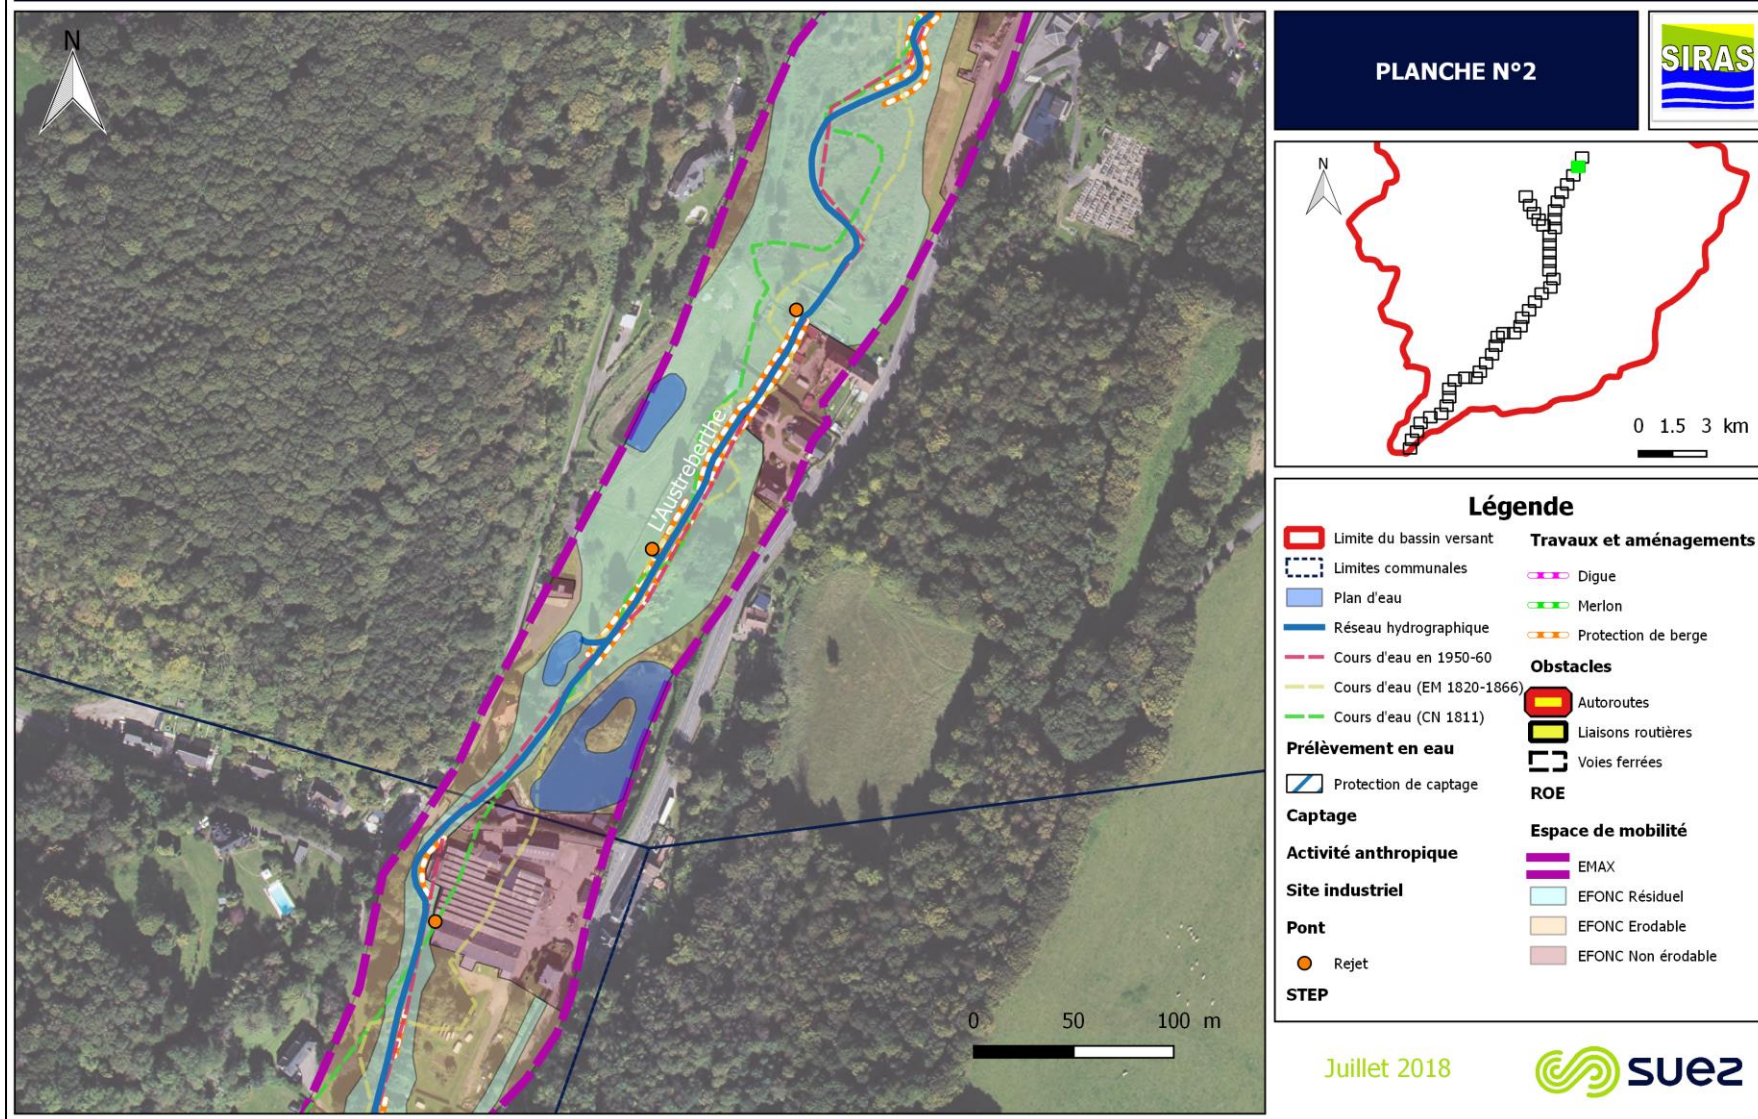 N
L'Austreberthe
0 50 100 m
PLANCHE N°2
SIRAS
N
0 1.5 3 km
Légende
Limite du bassin versant
Limites communales
Plan d'eau
Réseau hydrographique
Cours d'eau en 1950-60
Cours d'eau (EM 1820-1866)
Cours d'eau (CN 1811)
Prélèvement en eau
Protection de captage
Captage
Activité anthropique
Site industriel
Pont
Rejet
STEP
Travaux et aménagements
Digue
Merlon
Protection de berge
Obstacles
Autoroutes
Liaisons routières
Voies ferrées
ROE
Espace de mobilité
EMAX
EFONC Résiduel
EFONC Erodable
EFONC Non érodable
Juillet 2018
suez